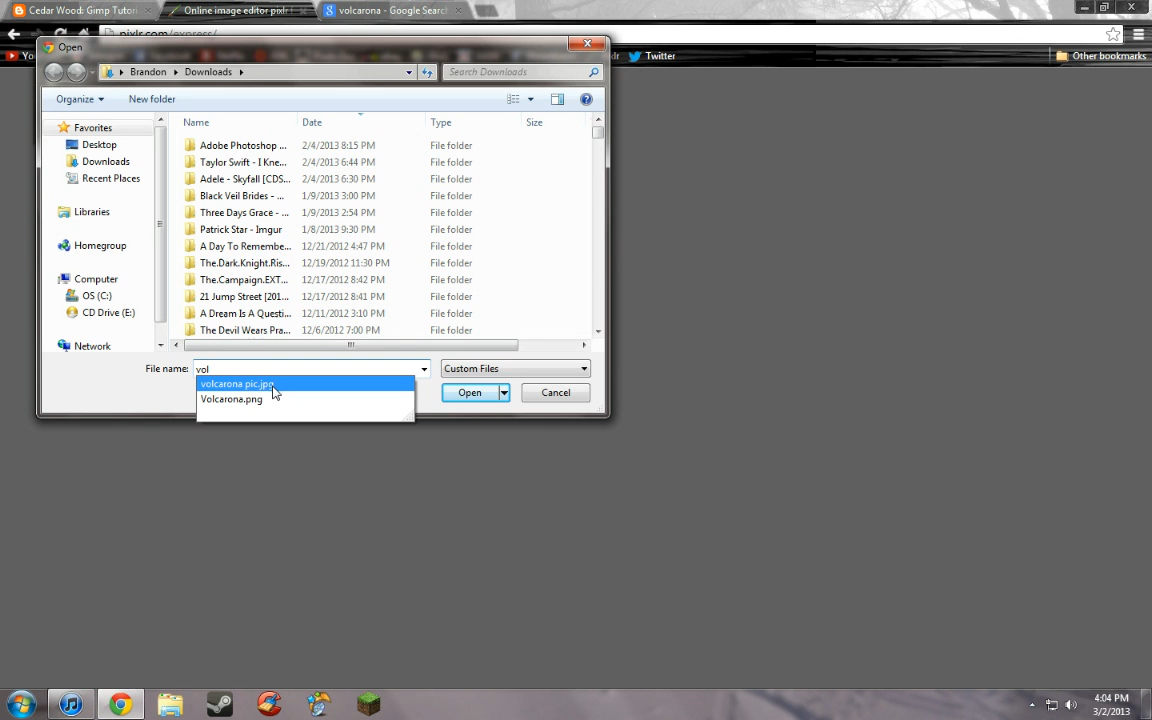 Cedar Wood: Gimp Tutori
Online image editor pixlr
volcarona - Google Search
pixlr.com/express/
Open
Yo
Twitter
Other bookmarks
Brandon
Downloads
Search Downloads
Organize
New folder
Name
Date
Type
Size
Favorites
Desktop
Downloads
Recent Places
Libraries
Homegroup
Computer
OS (C:)
CD Drive (E:)
Network
Adobe Photoshop ... 2/4/2013 8:15 PM File folder
Taylor Swift - I Kne... 2/4/2013 6:44 PM File folder
Adele - Skyfall [CDS... 2/4/2013 6:30 PM File folder
Black Veil Brides - ... 1/9/2013 3:00 PM File folder
Three Days Grace - ... 1/9/2013 2:54 PM File folder
Patrick Star - Imgur 1/8/2013 9:30 PM File folder
A Day To Remembe... 12/21/2012 4:47 PM File folder
The.Dark.Knight.Ris... 12/19/2012 11:30 PM File folder
The.Campaign.EXT... 12/17/2012 8:42 PM File folder
21 Jump Street [201... 12/17/2012 8:41 PM File folder
A Dream Is A Questi... 12/11/2012 3:10 PM File folder
The Devil Wears Pra... 12/6/2012 7:00 PM File folder
File name: vol
Custom Files
volcarona pic.jpg
Volcarona.png
Open
Cancel
4:04 PM
3/2/2013